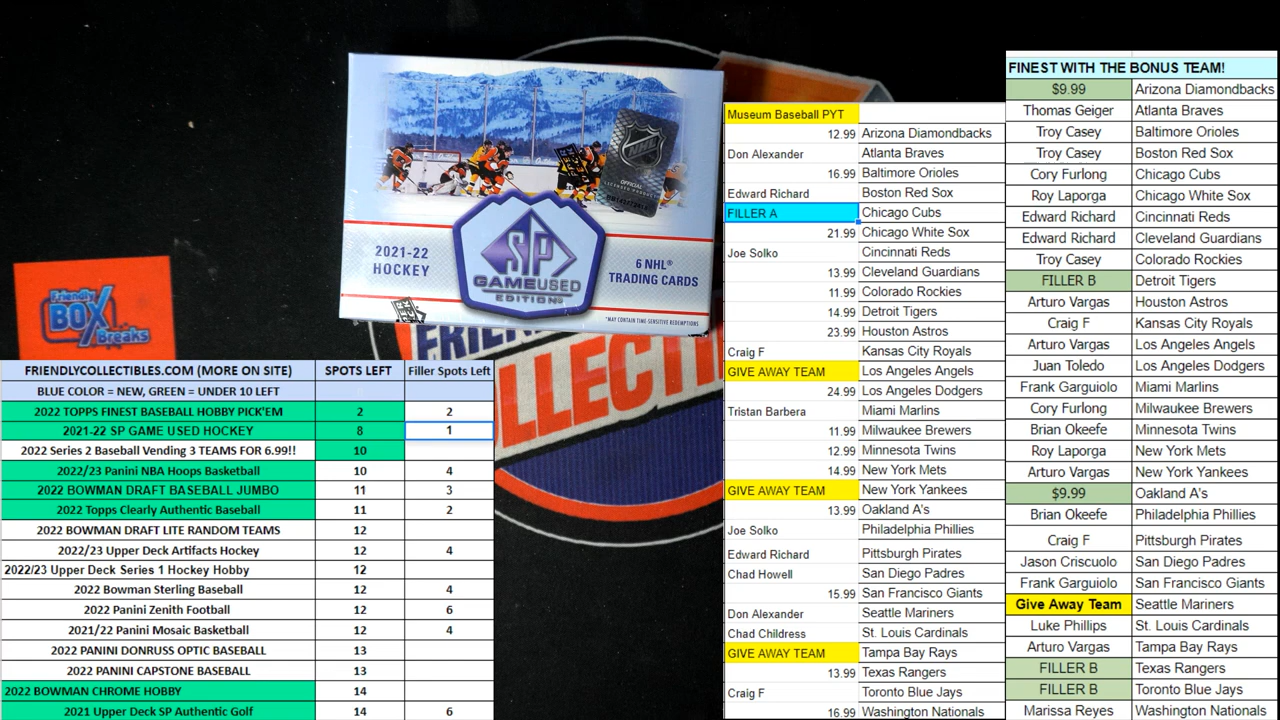 2021-22
HOCKEY
SP
GAMEUSED
EDITION
6 NHL®
TRADING CARDS
*MAY CONTAIN TIME-SENSITIVE REDEMPTIONS.
NHL
OFFICIAL
Friendly
BOX
Breaks
FRIEN
LLECTI
FRIENDLYCOLLECTIBLES.COM (MORE ON SITE) SPOTS LEFT Filler Spots Left
BLUE COLOR = NEW, GREEN = UNDER 10 LEFT
2022 TOPPS FINEST BASEBALL HOBBY PICK'EM 2 2
2021-22 SP GAME USED HOCKEY 8 1
2022 Series 2 Baseball Vending 3 TEAMS FOR 6.99!! 10
2022/23 Panini NBA Hoops Basketball 10 4
2022 BOWMAN DRAFT BASEBALL JUMBO 11 3
2022 Topps Clearly Authentic Baseball 11 2
2022 BOWMAN DRAFT LITE RANDOM TEAMS 12
2022/23 Upper Deck Artifacts Hockey 12 4
2022/23 Upper Deck Series 1 Hockey Hobby 12
2022 Bowman Sterling Baseball 12 4
2022 Panini Zenith Football 12 6
2021/22 Panini Mosaic Basketball 12 4
2022 PANINI DONRUSS OPTIC BASEBALL 13
2022 PANINI CAPSTONE BASEBALL 13
2022 BOWMAN CHROME HOBBY 14
2021 Upper Deck SP Authentic Golf 14 6
Museum Baseball PYT
12.99 Arizona Diamondbacks
Don Alexander Atlanta Braves
16.99 Baltimore Orioles
Edward Richard Boston Red Sox
FILLER A Chicago Cubs
21.99 Chicago White Sox
Joe Solko Cincinnati Reds
13.99 Cleveland Guardians
11.99 Colorado Rockies
14.99 Detroit Tigers
23.99 Houston Astros
Craig F Kansas City Royals
GIVE AWAY TEAM Los Angeles Angels
24.99 Los Angeles Dodgers
Tristan Barbera Miami Marlins
11.99 Milwaukee Brewers
12.99 Minnesota Twins
14.99 New York Mets
GIVE AWAY TEAM New York Yankees
13.99 Oakland A's
Joe Solko Philadelphia Phillies
Edward Richard Pittsburgh Pirates
Chad Howell San Diego Padres
15.99 San Francisco Giants
Don Alexander Seattle Mariners
Chad Childress St. Louis Cardinals
GIVE AWAY TEAM Tampa Bay Rays
13.99 Texas Rangers
Craig F Toronto Blue Jays
16.99 Washington Nationals
FINEST WITH THE BONUS TEAM!
$9.99 Arizona Diamondbacks
Thomas Geiger Atlanta Braves
Troy Casey Baltimore Orioles
Troy Casey Boston Red Sox
Cory Furlong Chicago Cubs
Roy Laporga Chicago White Sox
Edward Richard Cincinnati Reds
Edward Richard Cleveland Guardians
Troy Casey Colorado Rockies
FILLER B Detroit Tigers
Arturo Vargas Houston Astros
Craig F Kansas City Royals
Arturo Vargas Los Angeles Angels
Juan Toledo Los Angeles Dodgers
Frank Garguiolo Miami Marlins
Cory Furlong Milwaukee Brewers
Brian Okeefe Minnesota Twins
Roy Laporga New York Mets
Arturo Vargas New York Yankees
$9.99 Oakland A's
Brian Okeefe Philadelphia Phillies
Craig F Pittsburgh Pirates
Jason Criscuolo San Diego Padres
Frank Garguiolo San Francisco Giants
Give Away Team Seattle Mariners
Luke Phillips St. Louis Cardinals
Arturo Vargas Tampa Bay Rays
FILLER B Texas Rangers
FILLER B Toronto Blue Jays
Marissa Reyes Washington Nationals